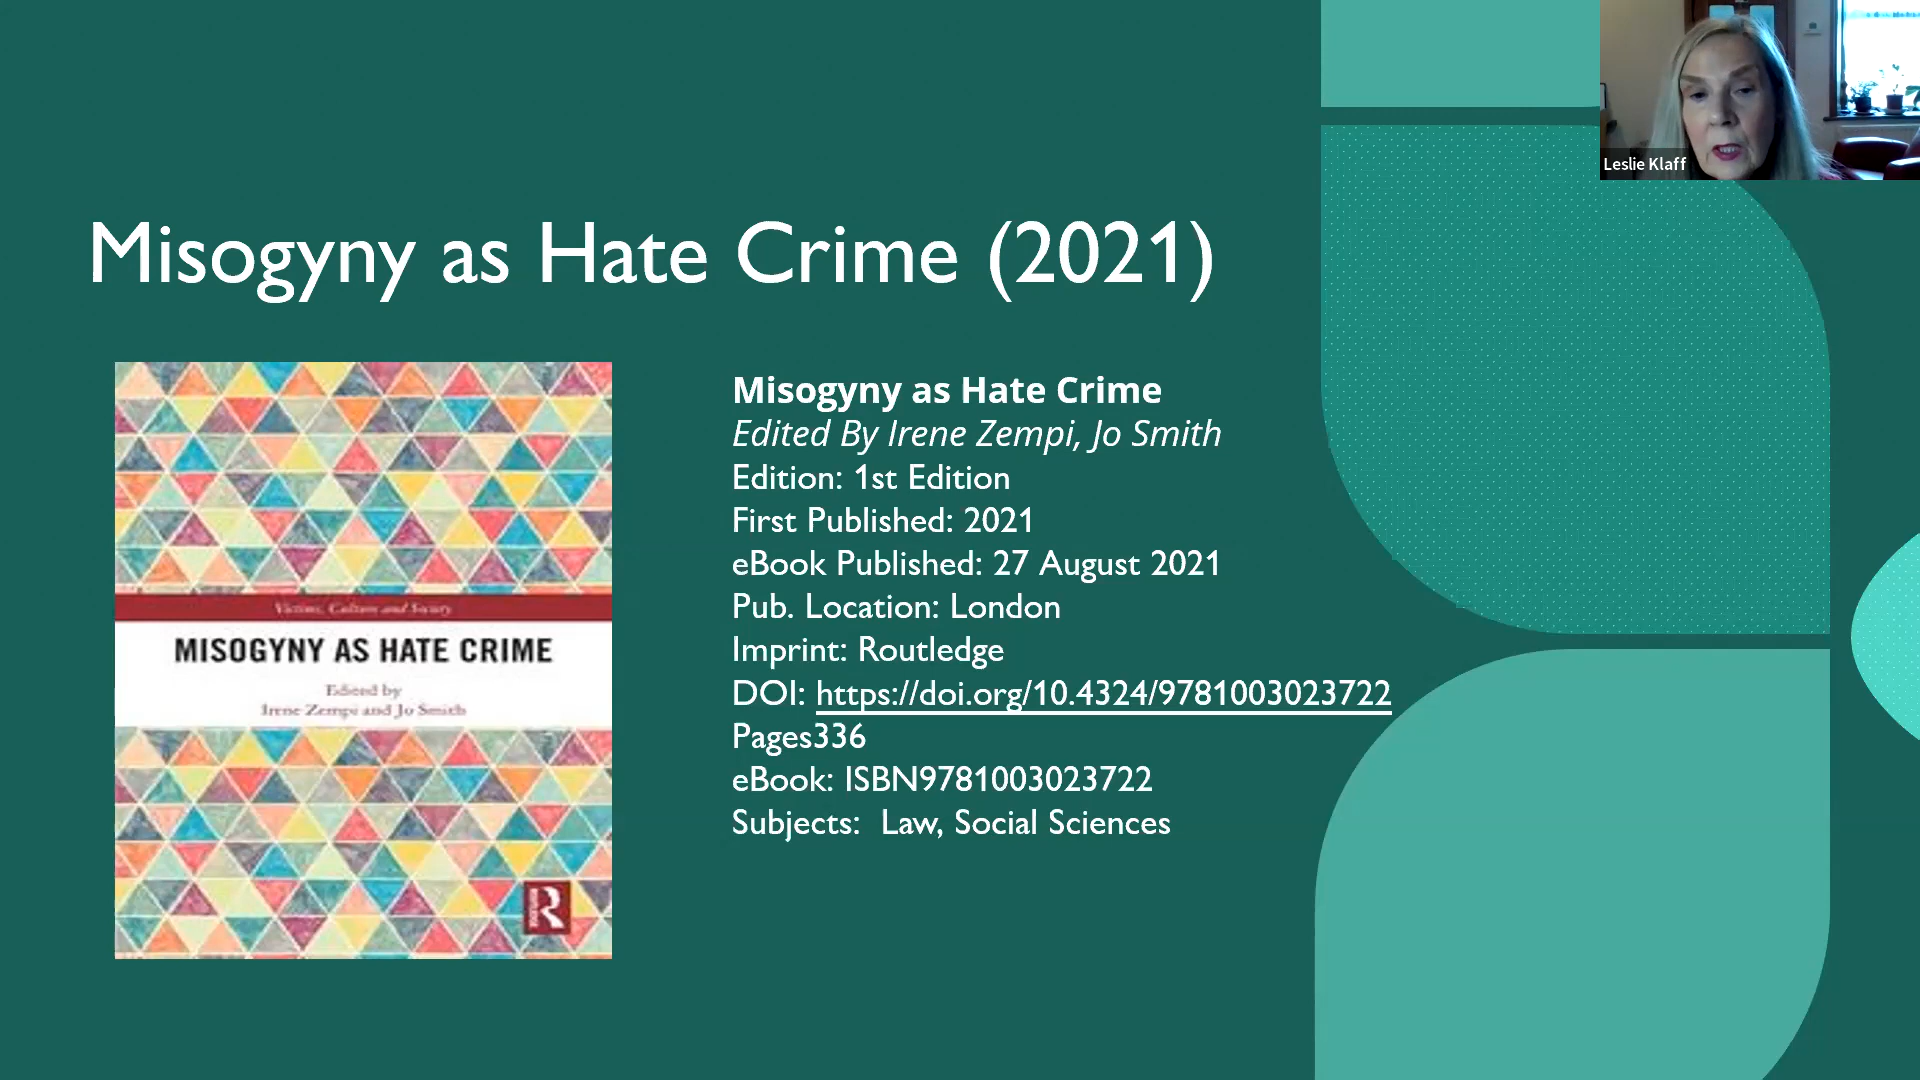 Misogyny as Hate Crime (2021)
Leslie Klaff
Victims, Culture and Society
MISOGYNY AS HATE CRIME
Edited by
Irene Zempi and Jo Smith
R
Misogyny as Hate Crime
Edited By Irene Zempi, Jo Smith
Edition: 1st Edition
First Published: 2021
eBook Published: 27 August 2021
Pub. Location: London
Imprint: Routledge
DOI: https://doi.org/10.4324/9781003023722
Pages336
eBook: ISBN9781003023722
Subjects:  Law, Social Sciences